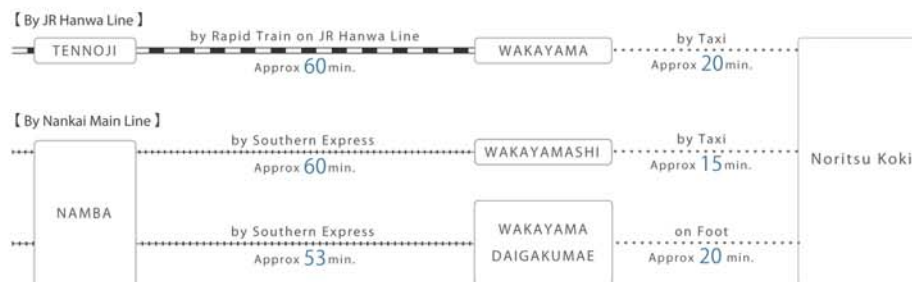 【 By JR Hanwa Line 】
TENNOJI
by Rapid Train on JR Hanwa Line
Approx 60 min.
WAKAYAMA
by Taxi
Approx 20 min.
【 By Nankai Main Line 】
NAMBA
by Southern Express
Approx 60 min.
WAKAYAMASHI
by Taxi
Approx 15 min.
Noritsu Koki
by Southern Express
Approx 53 min.
WAKAYAMA
DAIGAKUMAE
on Foot
Approx 20 min.